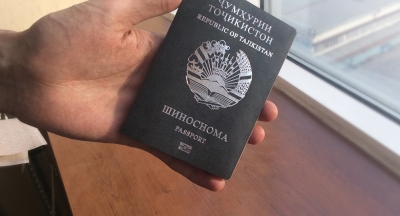 ҶУМҲУРИИ
ТОҶИКИСТОН
REPUBLIC OF TAJIKISTAN
ШИНОСНОМА
PASSPORT